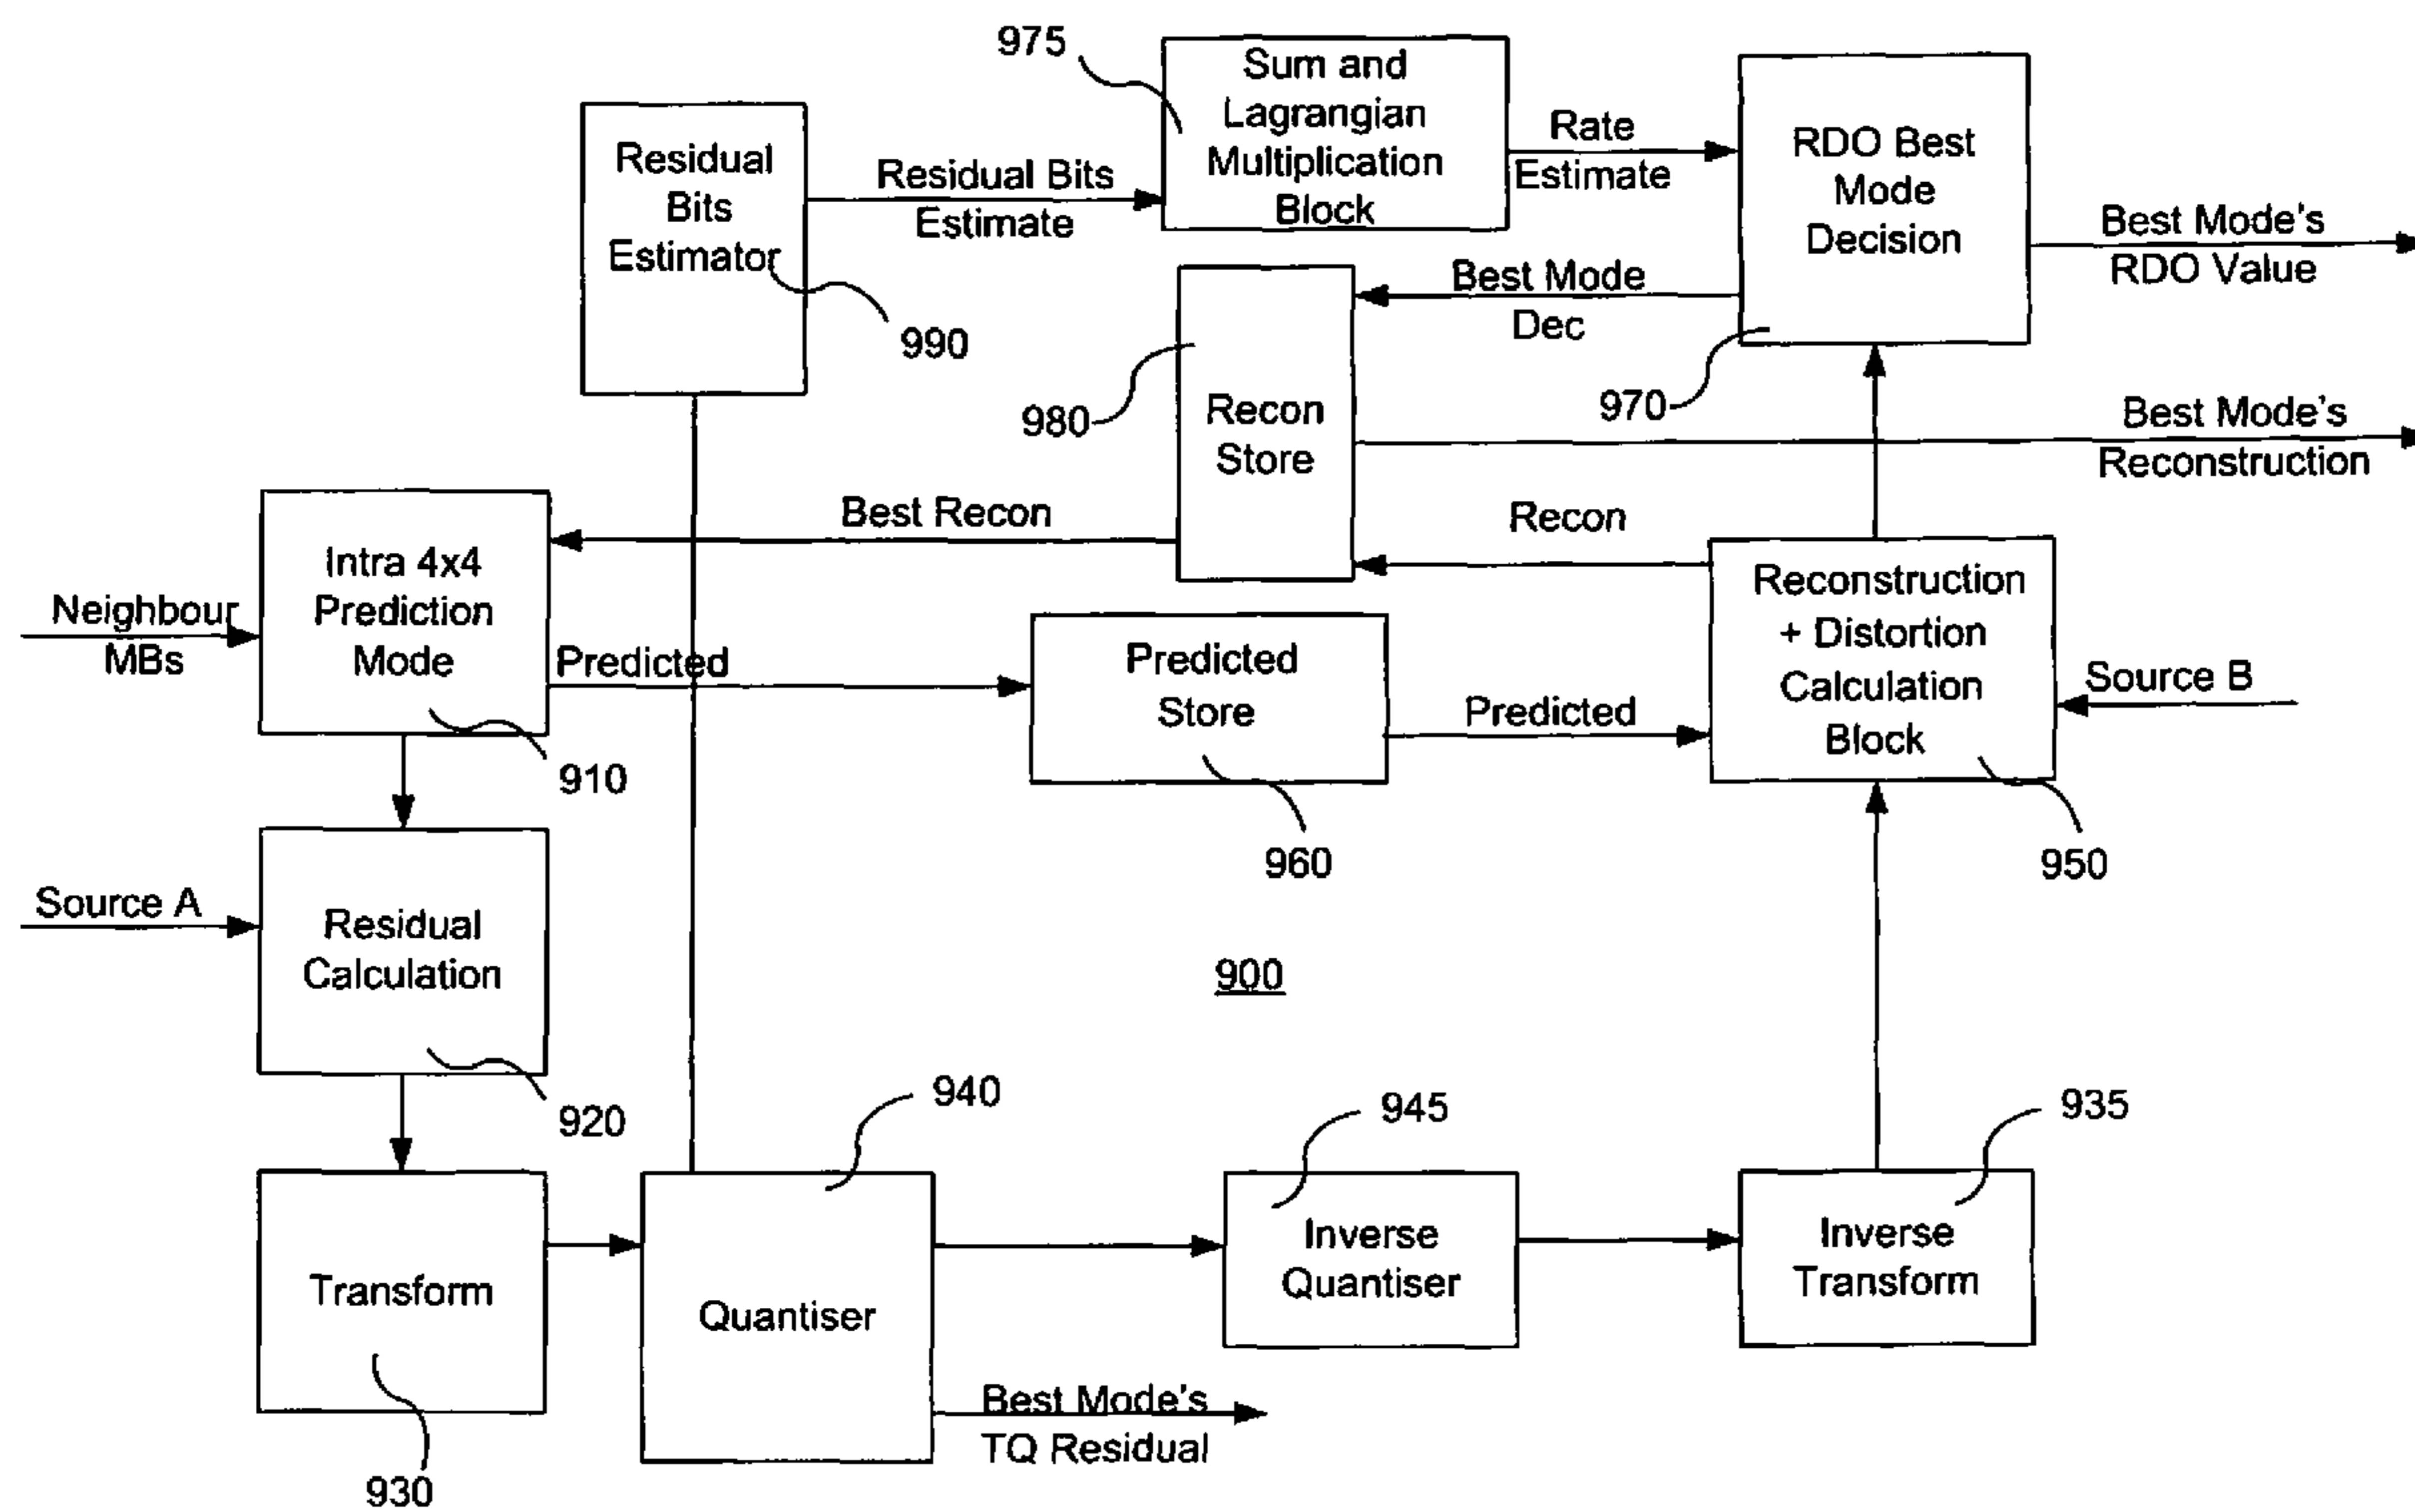 975
Sum and
Lagrangian
Multiplication
Block
Rate
Estimate
RDO Best
Mode
Decision
Residual
Bits
Estimator
Residual Bits
Estimate
Best Mode's
RDO Value
990
Best Mode
Dec
980
Recon
Store
970
Best Mode's
Reconstruction
Best Recon
Recon
Intra 4x4
Prediction
Mode
Neighbour
MBs
Predicted
Predicted
Store
Predicted
Reconstruction
+ Distortion
Calculation
Block
Source B
910
960
950
Source A
Residual
Calculation
900
920
940
945
935
Transform
Quantiser
Inverse
Quantiser
Inverse
Transform
Best Mode's
TQ Residual
930